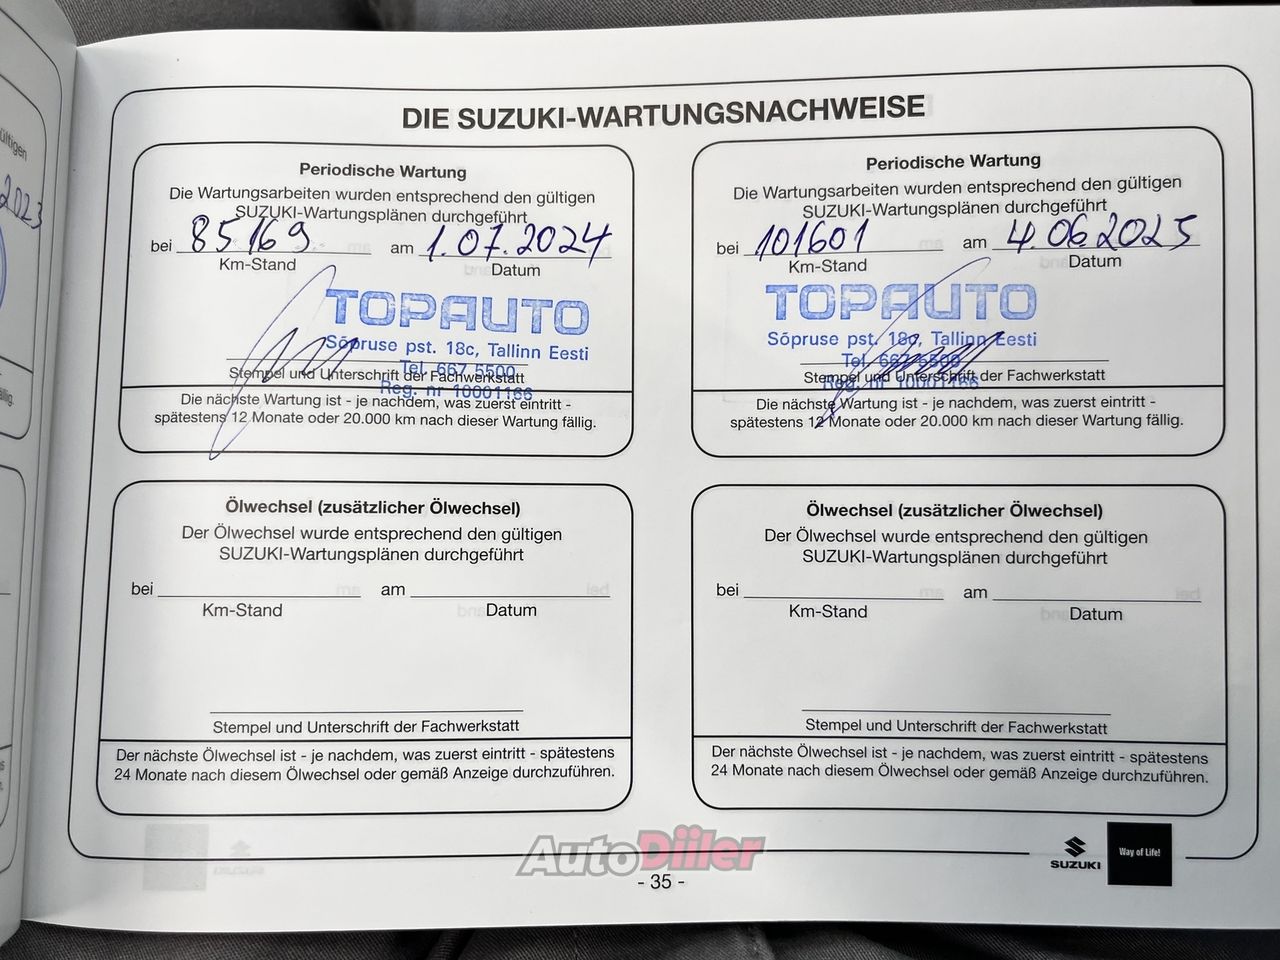 DIE SUZUKI-WARTUNGSNACHWEISE
Periodische Wartung
Die Wartungsarbeiten wurden entsprechend den gültigen
SUZUKI-Wartungsplänen durchgeführt
bei 85169 am 1.07.2024
Km-Stand Datum
TOPAUTO
Sõpruse pst. 18c, Tallinn Eesti
Tel. 667 5500
Stempel und Unterschrift der Fachwerkstatt
Reg. nr 10001166
Die nächste Wartung ist - je nachdem, was zuerst eintritt -
spätestens 12 Monate oder 20.000 km nach dieser Wartung fällig.
Periodische Wartung
Die Wartungsarbeiten wurden entsprechend den gültigen
SUZUKI-Wartungsplänen durchgeführt
bei 101601 am 4.06.2025
Km-Stand Datum
TOPAUTO
Sõpruse pst. 18c, Tallinn Eesti
Tel. 667 5500
Stempel und Unterschrift der Fachwerkstatt
Reg. nr 10001166
Die nächste Wartung ist - je nachdem, was zuerst eintritt -
spätestens 12 Monate oder 20.000 km nach dieser Wartung fällig.
Ölwechsel (zusätzlicher Ölwechsel)
Der Ölwechsel wurde entsprechend den gültigen
SUZUKI-Wartungsplänen durchgeführt
bei am
Km-Stand Datum
Stempel und Unterschrift der Fachwerkstatt
Der nächste Ölwechsel ist - je nachdem, was zuerst eintritt - spätestens
24 Monate nach diesem Ölwechsel oder gemäß Anzeige durchzuführen.
Ölwechsel (zusätzlicher Ölwechsel)
Der Ölwechsel wurde entsprechend den gültigen
SUZUKI-Wartungsplänen durchgeführt
bei am
Km-Stand Datum
Stempel und Unterschrift der Fachwerkstatt
Der nächste Ölwechsel ist - je nachdem, was zuerst eintritt - spätestens
24 Monate nach diesem Ölwechsel oder gemäß Anzeige durchzuführen.
AutoDiiler
- 35 -
SUZUKI
Way of Life!